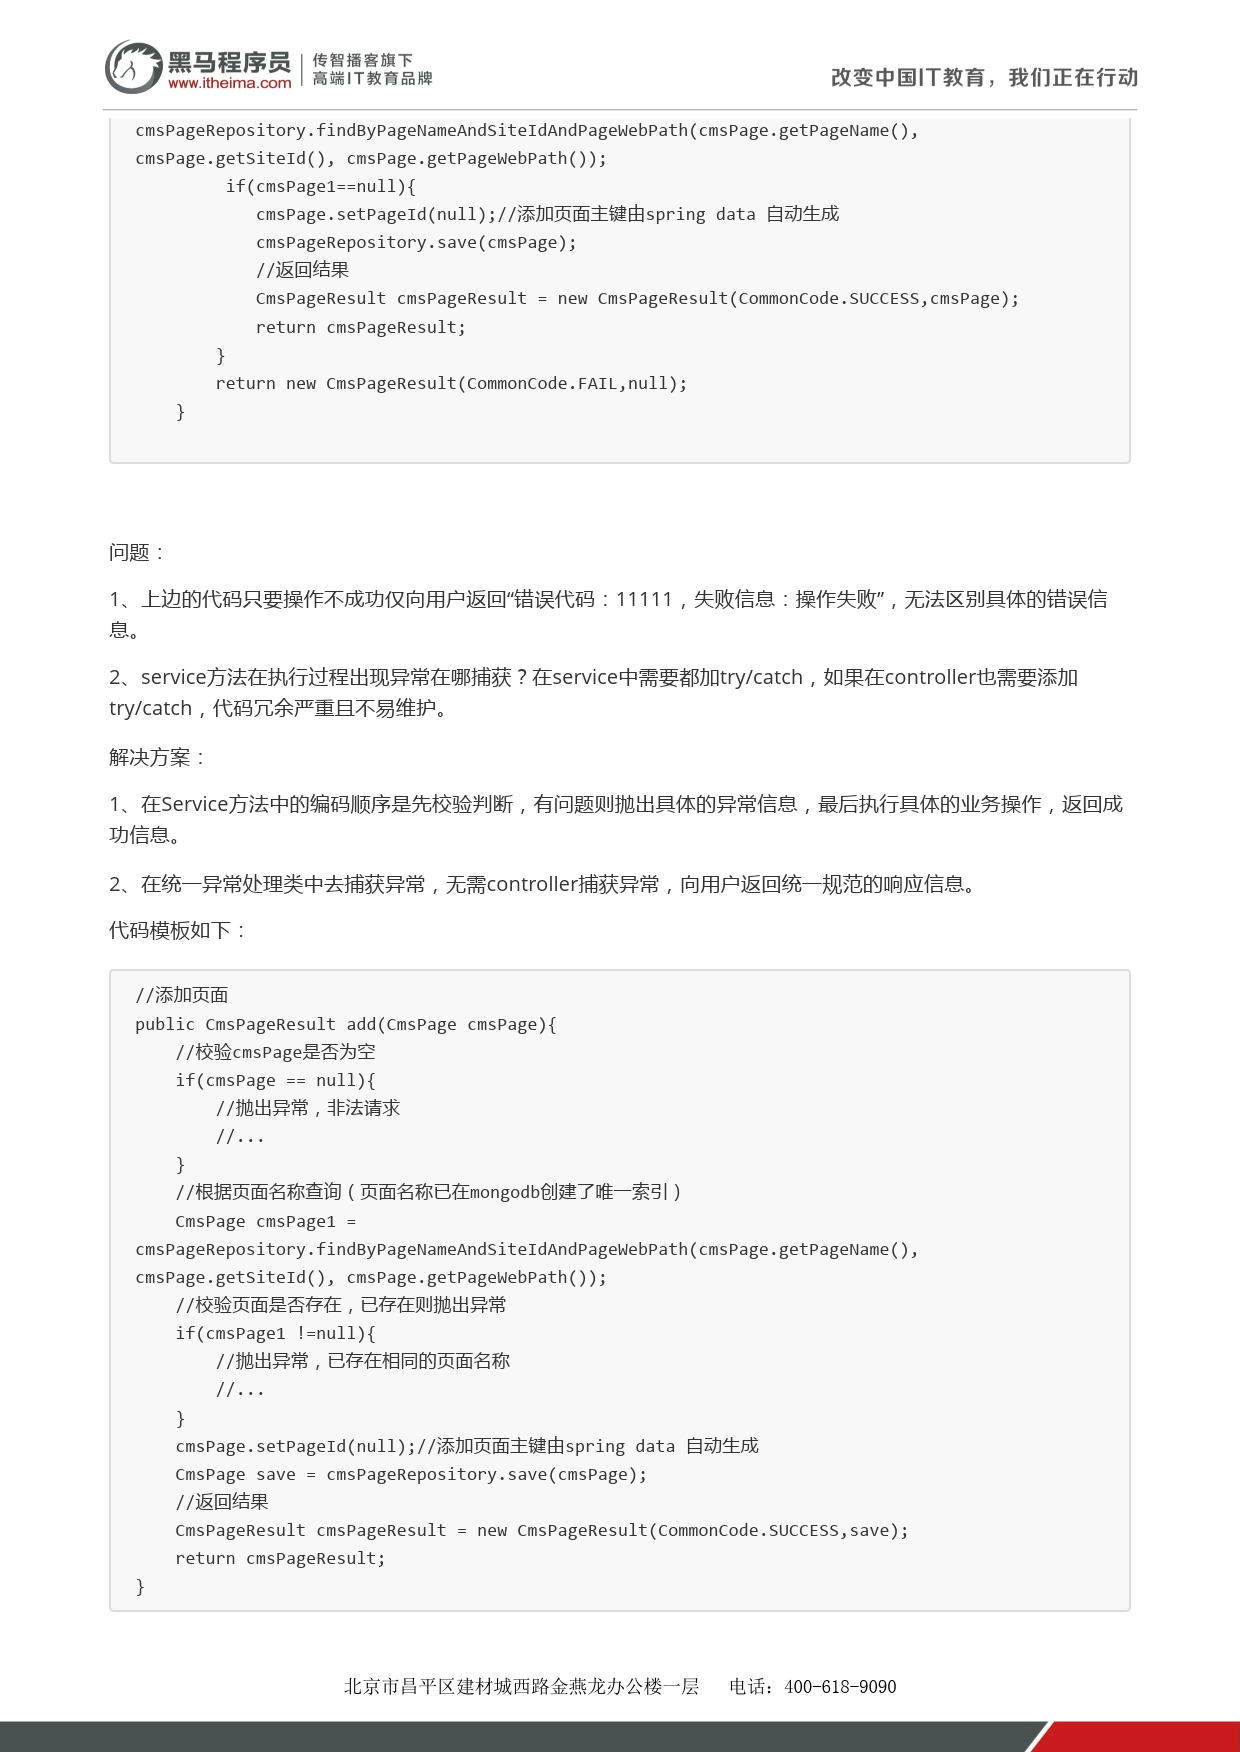 黑马程序员
www.itheima.com
传智播客旗下
高端IT教育品牌
改变中国IT教育，我们正在行动
cmsPageRepository.findByPageNameAndSiteIdAndPageWebPath(cmsPage.getPageName(),
cmsPage.getSiteId(), cmsPage.getPageWebPath());
         if(cmsPage1==null){
            cmsPage.setPageId(null);//添加页面主键由spring data 自动生成
            cmsPageRepository.save(cmsPage);
            //返回结果
            CmsPageResult cmsPageResult = new CmsPageResult(CommonCode.SUCCESS,cmsPage);
            return cmsPageResult;
        }
        return new CmsPageResult(CommonCode.FAIL,null);
    }
问题：
1、上边的代码只要操作不成功仅向用户返回“错误代码：11111，失败信息：操作失败”，无法区别具体的错误信
息。
2、service方法在执行过程出现异常在哪捕获？在service中需要都加try/catch，如果在controller也需要添加
try/catch，代码冗余严重且不易维护。
解决方案：
1、在Service方法中的编码顺序是先校验判断，有问题则抛出具体的异常信息，最后执行具体的业务操作，返回成
功信息。
2、在统一异常处理类中去捕获异常，无需controller捕获异常，向用户返回统一规范的响应信息。
代码模板如下：
//添加页面
public CmsPageResult add(CmsPage cmsPage){
    //校验cmsPage是否为空
    if(cmsPage == null){
        //抛出异常，非法请求
        //...
    }
    //根据页面名称查询（页面名称已在mongodb创建了唯一索引）
    CmsPage cmsPage1 =
cmsPageRepository.findByPageNameAndSiteIdAndPageWebPath(cmsPage.getPageName(),
cmsPage.getSiteId(), cmsPage.getPageWebPath());
    //校验页面是否存在，已存在则抛出异常
    if(cmsPage1 !=null){
        //抛出异常，已存在相同的页面名称
        //...
    }
    cmsPage.setPageId(null);//添加页面主键由spring data 自动生成
    CmsPage save = cmsPageRepository.save(cmsPage);
    //返回结果
    CmsPageResult cmsPageResult = new CmsPageResult(CommonCode.SUCCESS,save);
    return cmsPageResult;
}
北京市昌平区建材城西路金燕龙办公楼一层   电话：400-618-9090